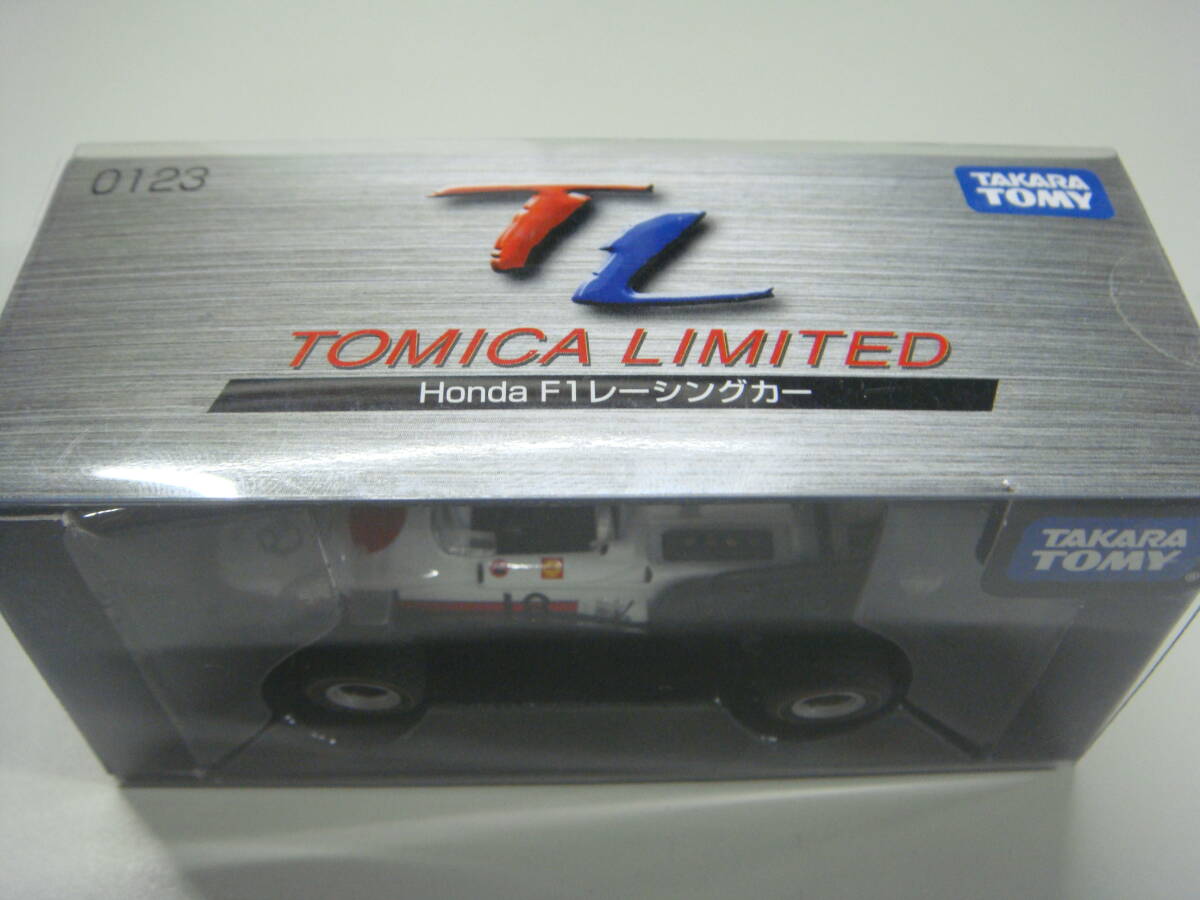 0123
TAKARA
TOMY
TL
TOMICA LIMITED
Honda F1レーシングカー
TAKARA
TOMY